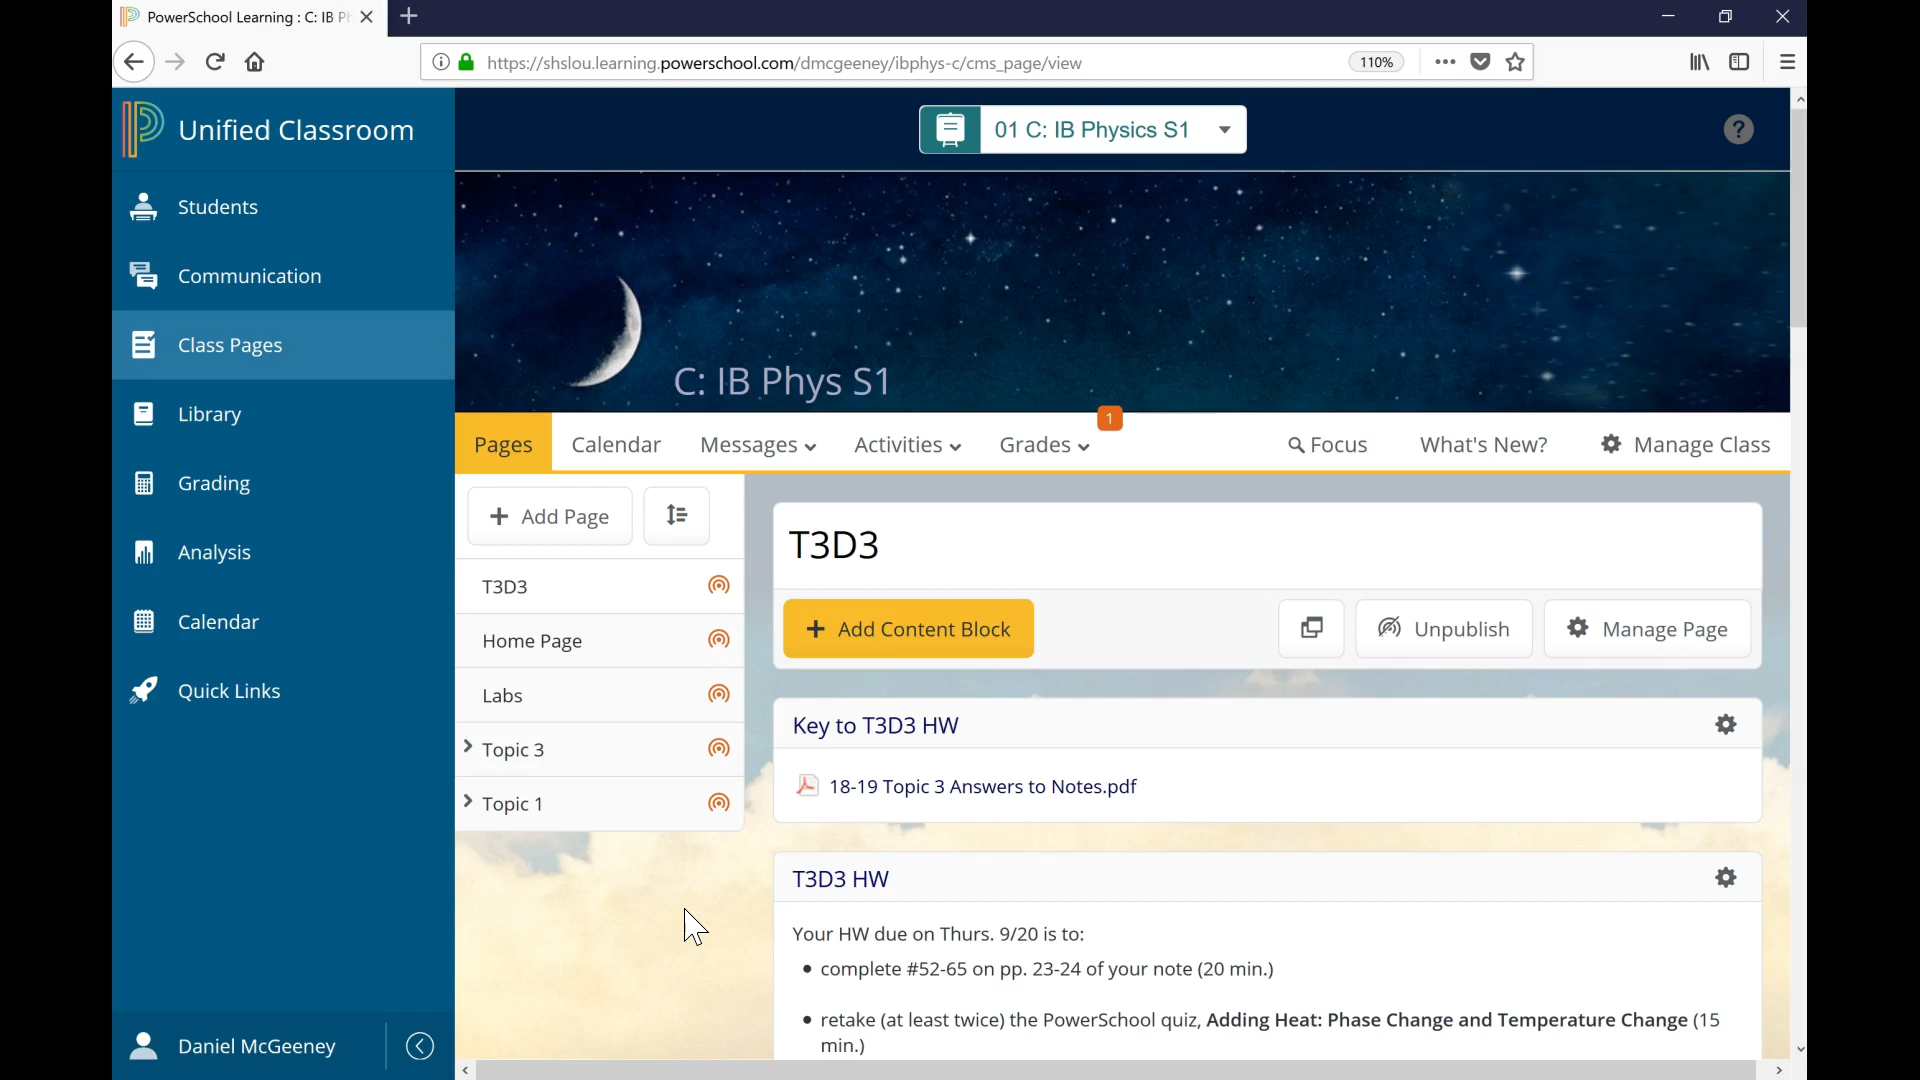 PowerSchool Learning : C: IB P
110%
https://shslou.learning.powerschool.com/dmcgeeney/ibphys-c/cms_page/view
Unified Classroom
01 C: IB Physics S1
?
Students
Communication
Class Pages
Library
Grading
Analysis
Calendar
Quick Links
Daniel McGeeney
C: IB Phys S1
1
Pages
Calendar
Messages
Activities
Grades
Focus
What's New?
Manage Class
+ Add Page
T3D3
Home Page
Labs
Topic 3
Topic 1
T3D3
+ Add Content Block
Unpublish
Manage Page
Key to T3D3 HW
18-19 Topic 3 Answers to Notes.pdf
T3D3 HW
Your HW due on Thurs. 9/20 is to:
• complete #52-65 on pp. 23-24 of your note (20 min.)
• retake (at least twice) the PowerSchool quiz, Adding Heat: Phase Change and Temperature Change (15
min.)